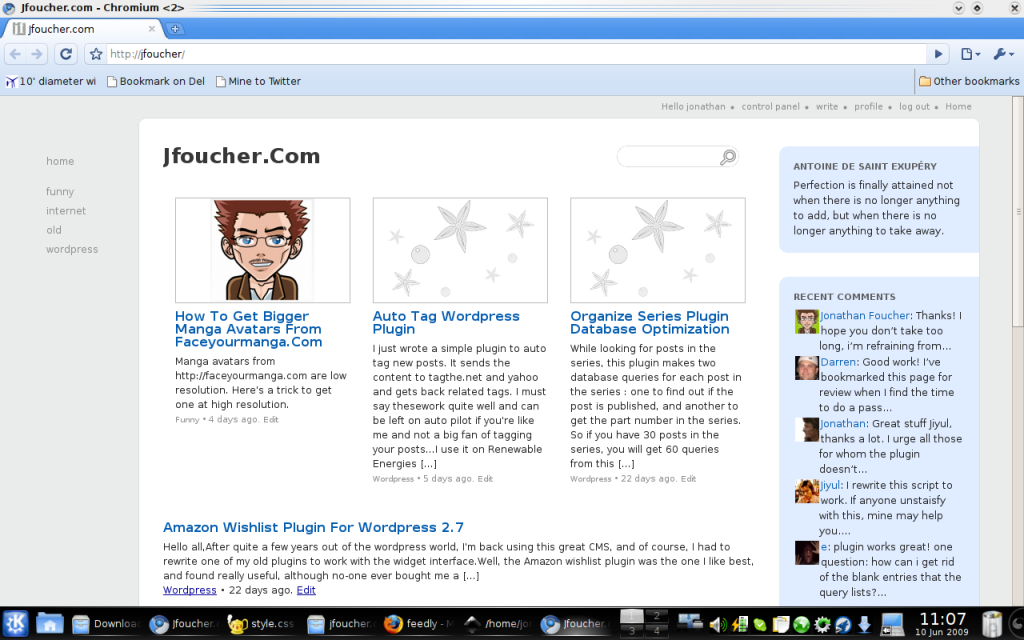 Jfoucher.com - Chromium <2>
Jfoucher.com
http://jfoucher/
10' diameter wi Bookmark on Del Mine to Twitter Other bookmarks
Hello jonathan • control panel • write • profile • log out • Home
home
funny
internet
old
wordpress
Jfoucher.Com
How To Get Bigger
Manga Avatars From
Faceyourmanga.Com
Manga avatars from
http://faceyourmanga.com are low
resolution. Here's a trick to get
one at high resolution.
Funny • 4 days ago. Edit
Auto Tag Wordpress
Plugin
I just wrote a simple plugin to auto
tag new posts. It sends the
content to tagthe.net and yahoo
and gets back related tags. I must
say thesework quite well and can
be left on auto pilot if you're like
me and not a big fan of tagging
your posts...I use it on Renewable
Energies [...]
Wordpress • 5 days ago. Edit
Organize Series Plugin
Database Optimization
While looking for posts in the
series, this plugin makes two
database queries for each post in
the series : one to find out if the
post is published, and another to
get the part number in the series.
So if you have 30 posts in the
series, you will get 60 queries
from this [...]
Wordpress • 22 days ago. Edit
Amazon Wishlist Plugin For Wordpress 2.7
Hello all,After quite a few years out of the wordpress world, I'm back using this great CMS, and of course, I had to
rewrite one of my old plugins to work with the widget interface.Well, the Amazon wishlist plugin was the one I like best,
and found really useful, although no-one ever bought me a [...]
Wordpress • 22 days ago. Edit
ANTOINE DE SAINT EXUPÉRY
Perfection is finally attained not
when there is no longer anything
to add, but when there is no
longer anything to take away.
RECENT COMMENTS
Jonathan Foucher: Thanks! I
hope you don't take too
long, i'm refraining from...
Darren: Good work! I've
bookmarked this page for
review when I find the time
to do a pass...
Jonathan: Great stuff Jiyul,
thanks a lot. I urge all those
for whom the plugin
doesn't...
Jiyul: I rewrite this script to
work. If anyone unstaisfy
with this, mine may help
you....
e: plugin works great! one
question: how can i get rid
of the blank entries that the
query lists?...
Downloa Jfoucher. style.css jfoucher. feedly - M /home/jo Jfoucher. 1 2 3 4 11:07
10 Jun 2009